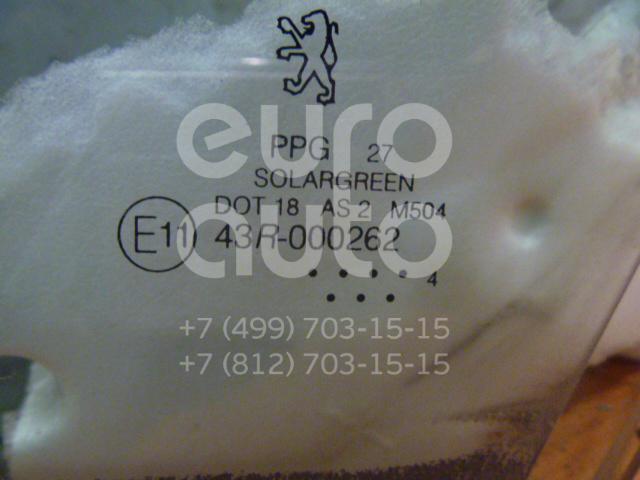 PPG 27
SOLARGREEN
DOT 18 AS 2 M504
E11 43R-000262
4
euro
auto
+7 (499) 703-15-15
+7 (812) 703-15-15